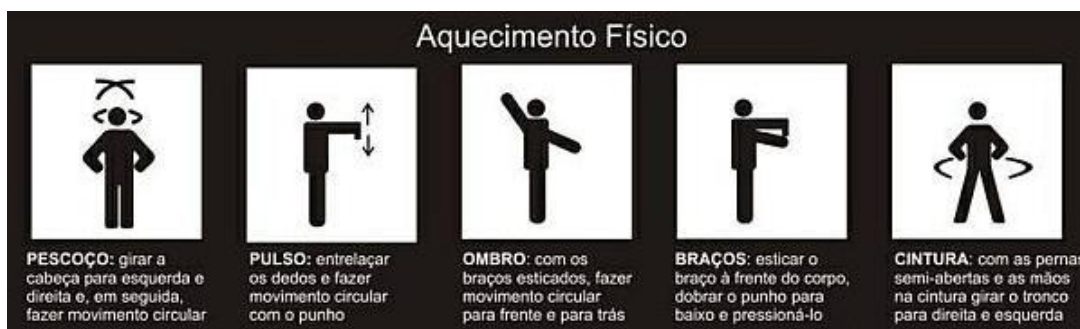 Aquecimento Físico
PESCOÇO: girar a
cabeça para esquerda e
direita e, em seguida,
fazer movimento circular
PULSO: entrelaçar
os dedos e fazer
movimento circular
com o punho
OMBRO: com os
braços esticados, fazer
movimento circular
para frente e para trás
BRAÇOS: esticar o
braço à frente do corpo,
dobrar o punho para
baixo e pressioná-lo
CINTURA: com as pernas
semi-abertas e as mãos
na cintura girar o tronco
para direita e esquerda